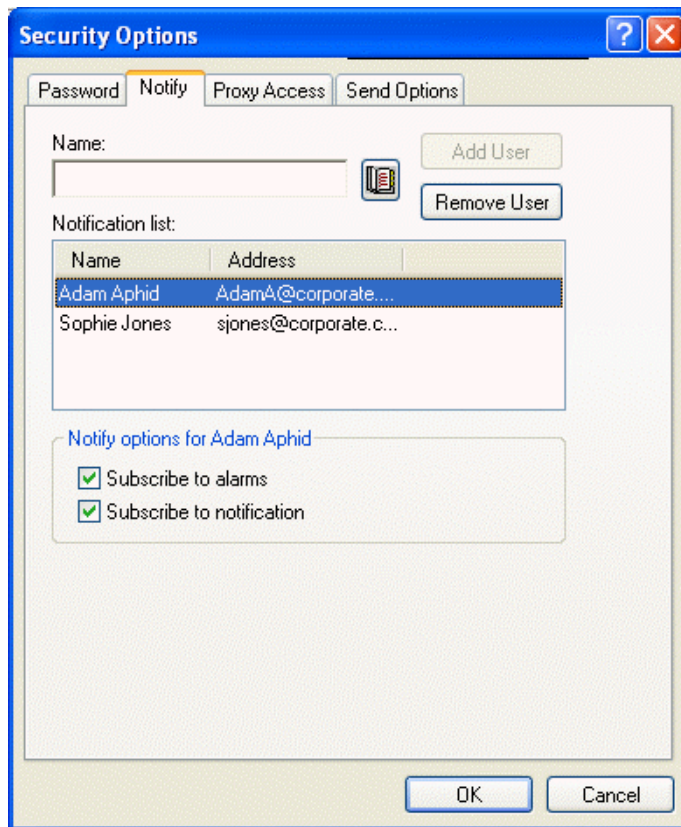 Security Options
Password Notify Proxy Access Send Options
Name:
Add User
Remove User
Notification list:
Name Address
Adam Aphid AdamA@corporate....
Sophie Jones sjones@corporate.c...
Notify options for Adam Aphid
Subscribe to alarms
Subscribe to notification
OK Cancel